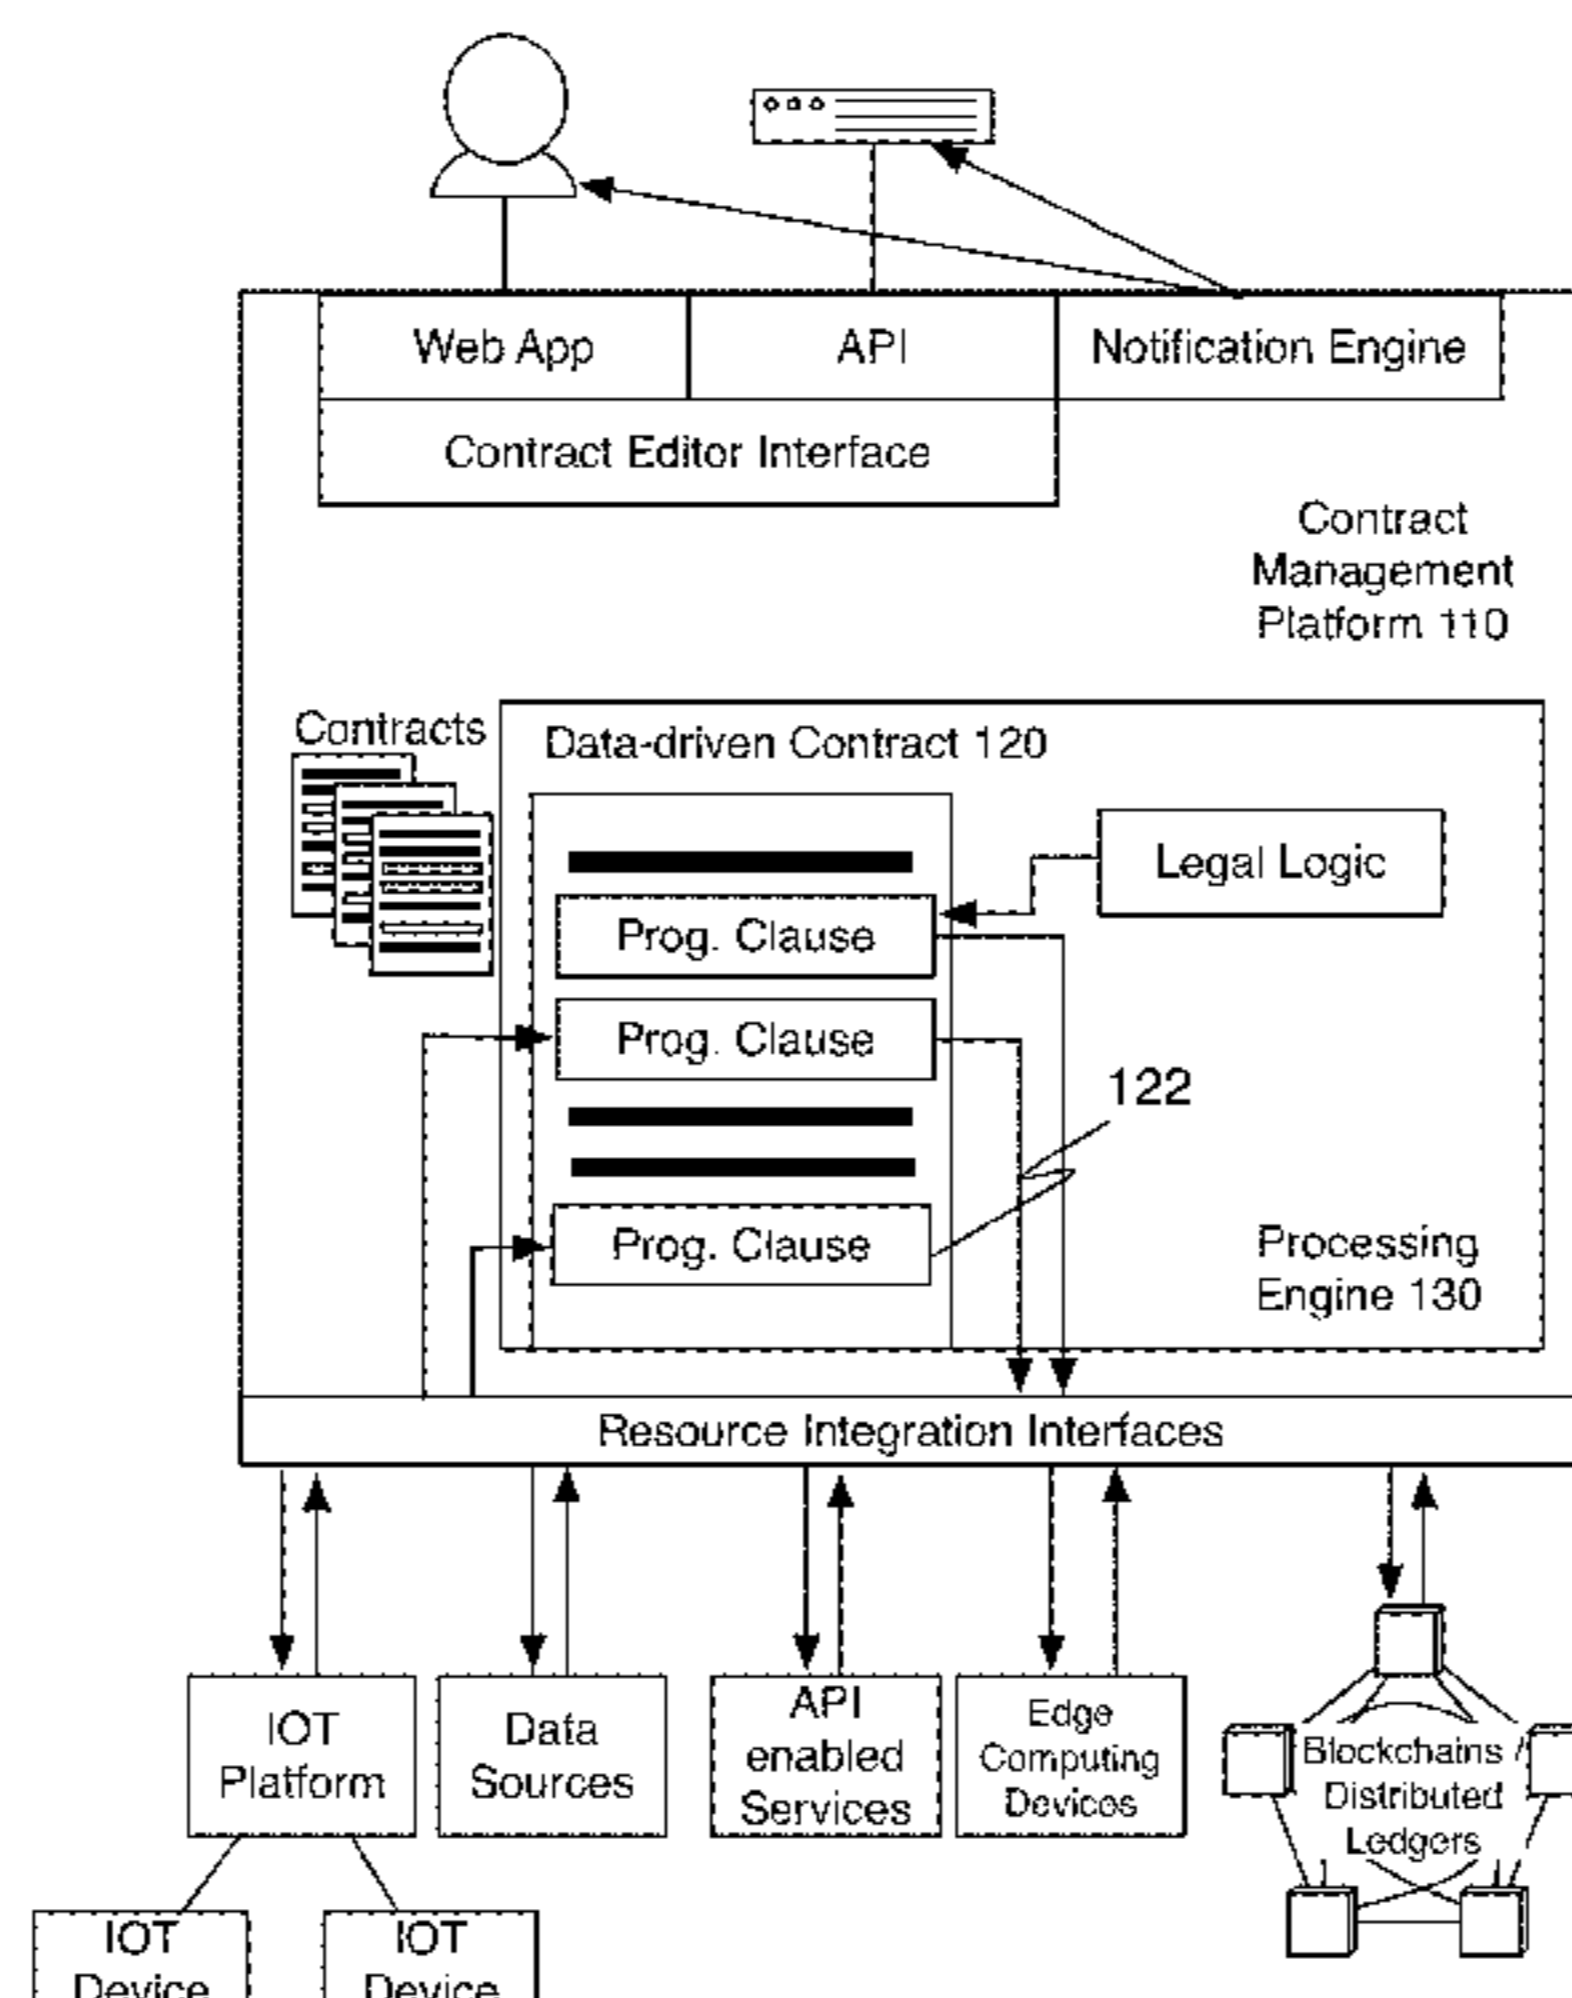 Web App
API
Notification Engine
Contract Editor Interface
Contract
Management
Platform 110
Contracts
Data-driven Contract 120
Legal Logic
Prog. Clause
Prog. Clause
122
Prog. Clause
Processing
Engine 130
Resource Integration Interfaces
IOT
Platform
Data
Sources
API
enabled
Services
Edge
Computing
Devices
Blockchains /
Distributed
Ledgers
IOT
Device
IOT
Device